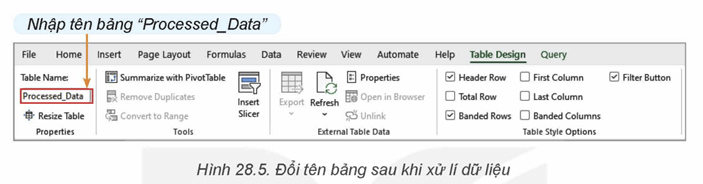 Nhập tên bảng “Processed_Data”
File Home Insert Page Layout Formulas Data Review View Automate Help Table Design Query
Table Name:
Processed_Data
Resize Table
Properties
Summarize with PivotTable
Remove Duplicates
Convert to Range
Insert
Slicer
Tools
Export
Refresh
Properties
Open in Browser
Unlink
External Table Data
Header Row
First Column
Filter Button
Total Row
Last Column
Banded Rows
Banded Columns
Table Style Options
Hình 28.5. Đổi tên bảng sau khi xử lí dữ liệu